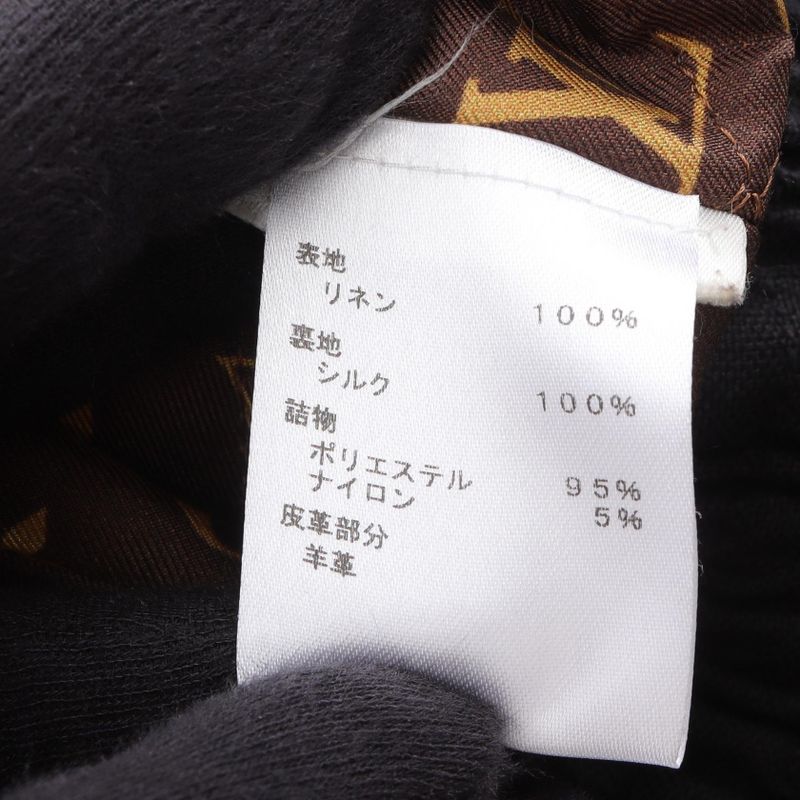 表地
リネン 100%
裏地
シルク 100%
詰物
ポリエステル 95%
ナイロン 5%
皮革部分
羊革